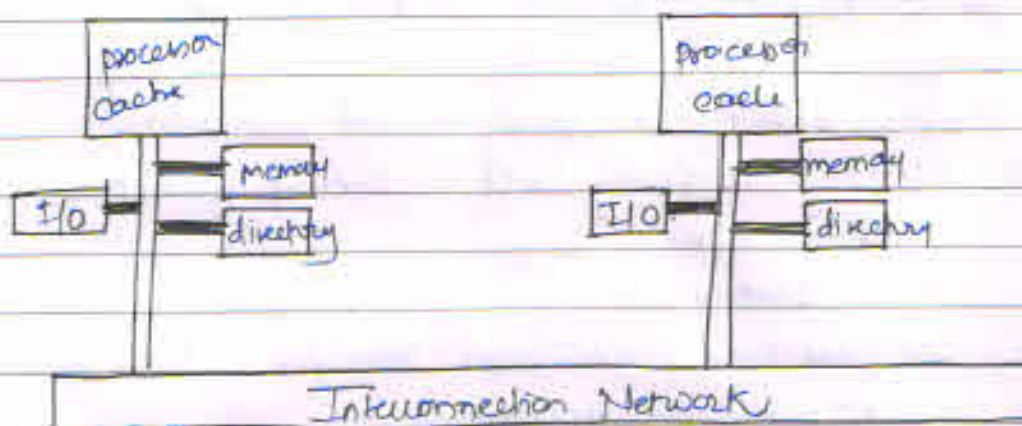 processor
cache
memory
I/O
directory
processor
cache
memory
I/O
directory
Interconnection Network